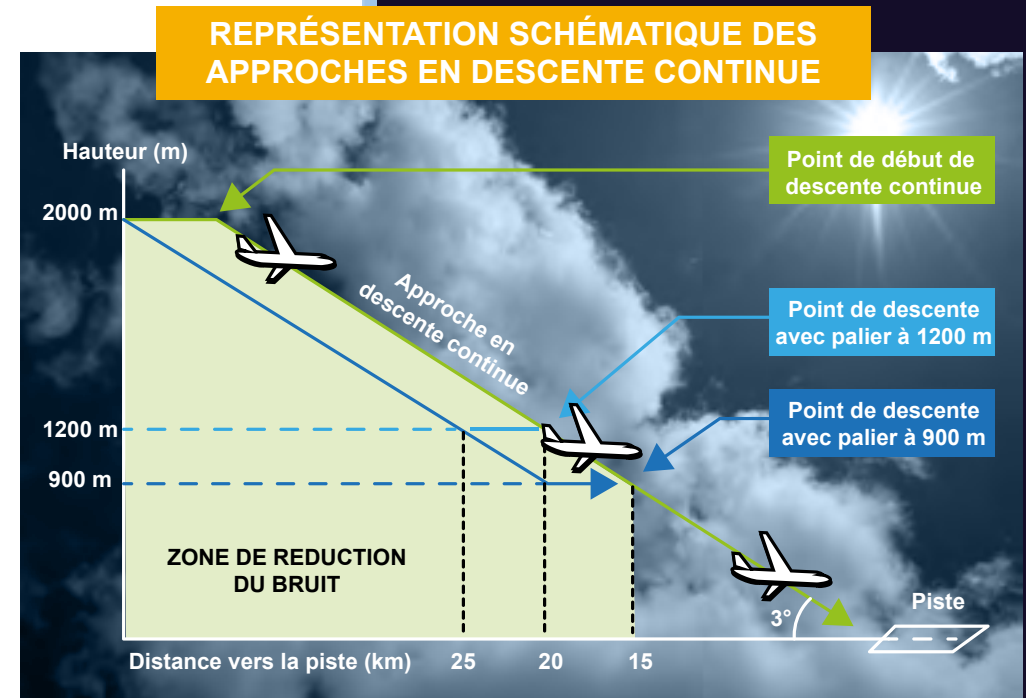 REPRÉSENTATION SCHÉMATIQUE DES
APPROCHES EN DESCENTE CONTINUE
Hauteur (m)
Point de début de
descente continue
2000 m
Approche en
descente continue
Point de descente
avec palier à 1200 m
1200 m
Point de descente
avec palier à 900 m
900 m
ZONE DE REDUCTION
DU BRUIT
3°
Piste
Distance vers la piste (km) 25 20 15